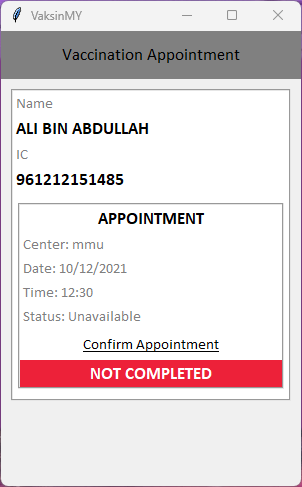 VaksinMY
Vaccination Appointment
Name
ALI BIN ABDULLAH
IC
961212151485
APPOINTMENT
Center: mmu
Date: 10/12/2021
Time: 12:30
Status: Unavailable
Confirm Appointment
NOT COMPLETED